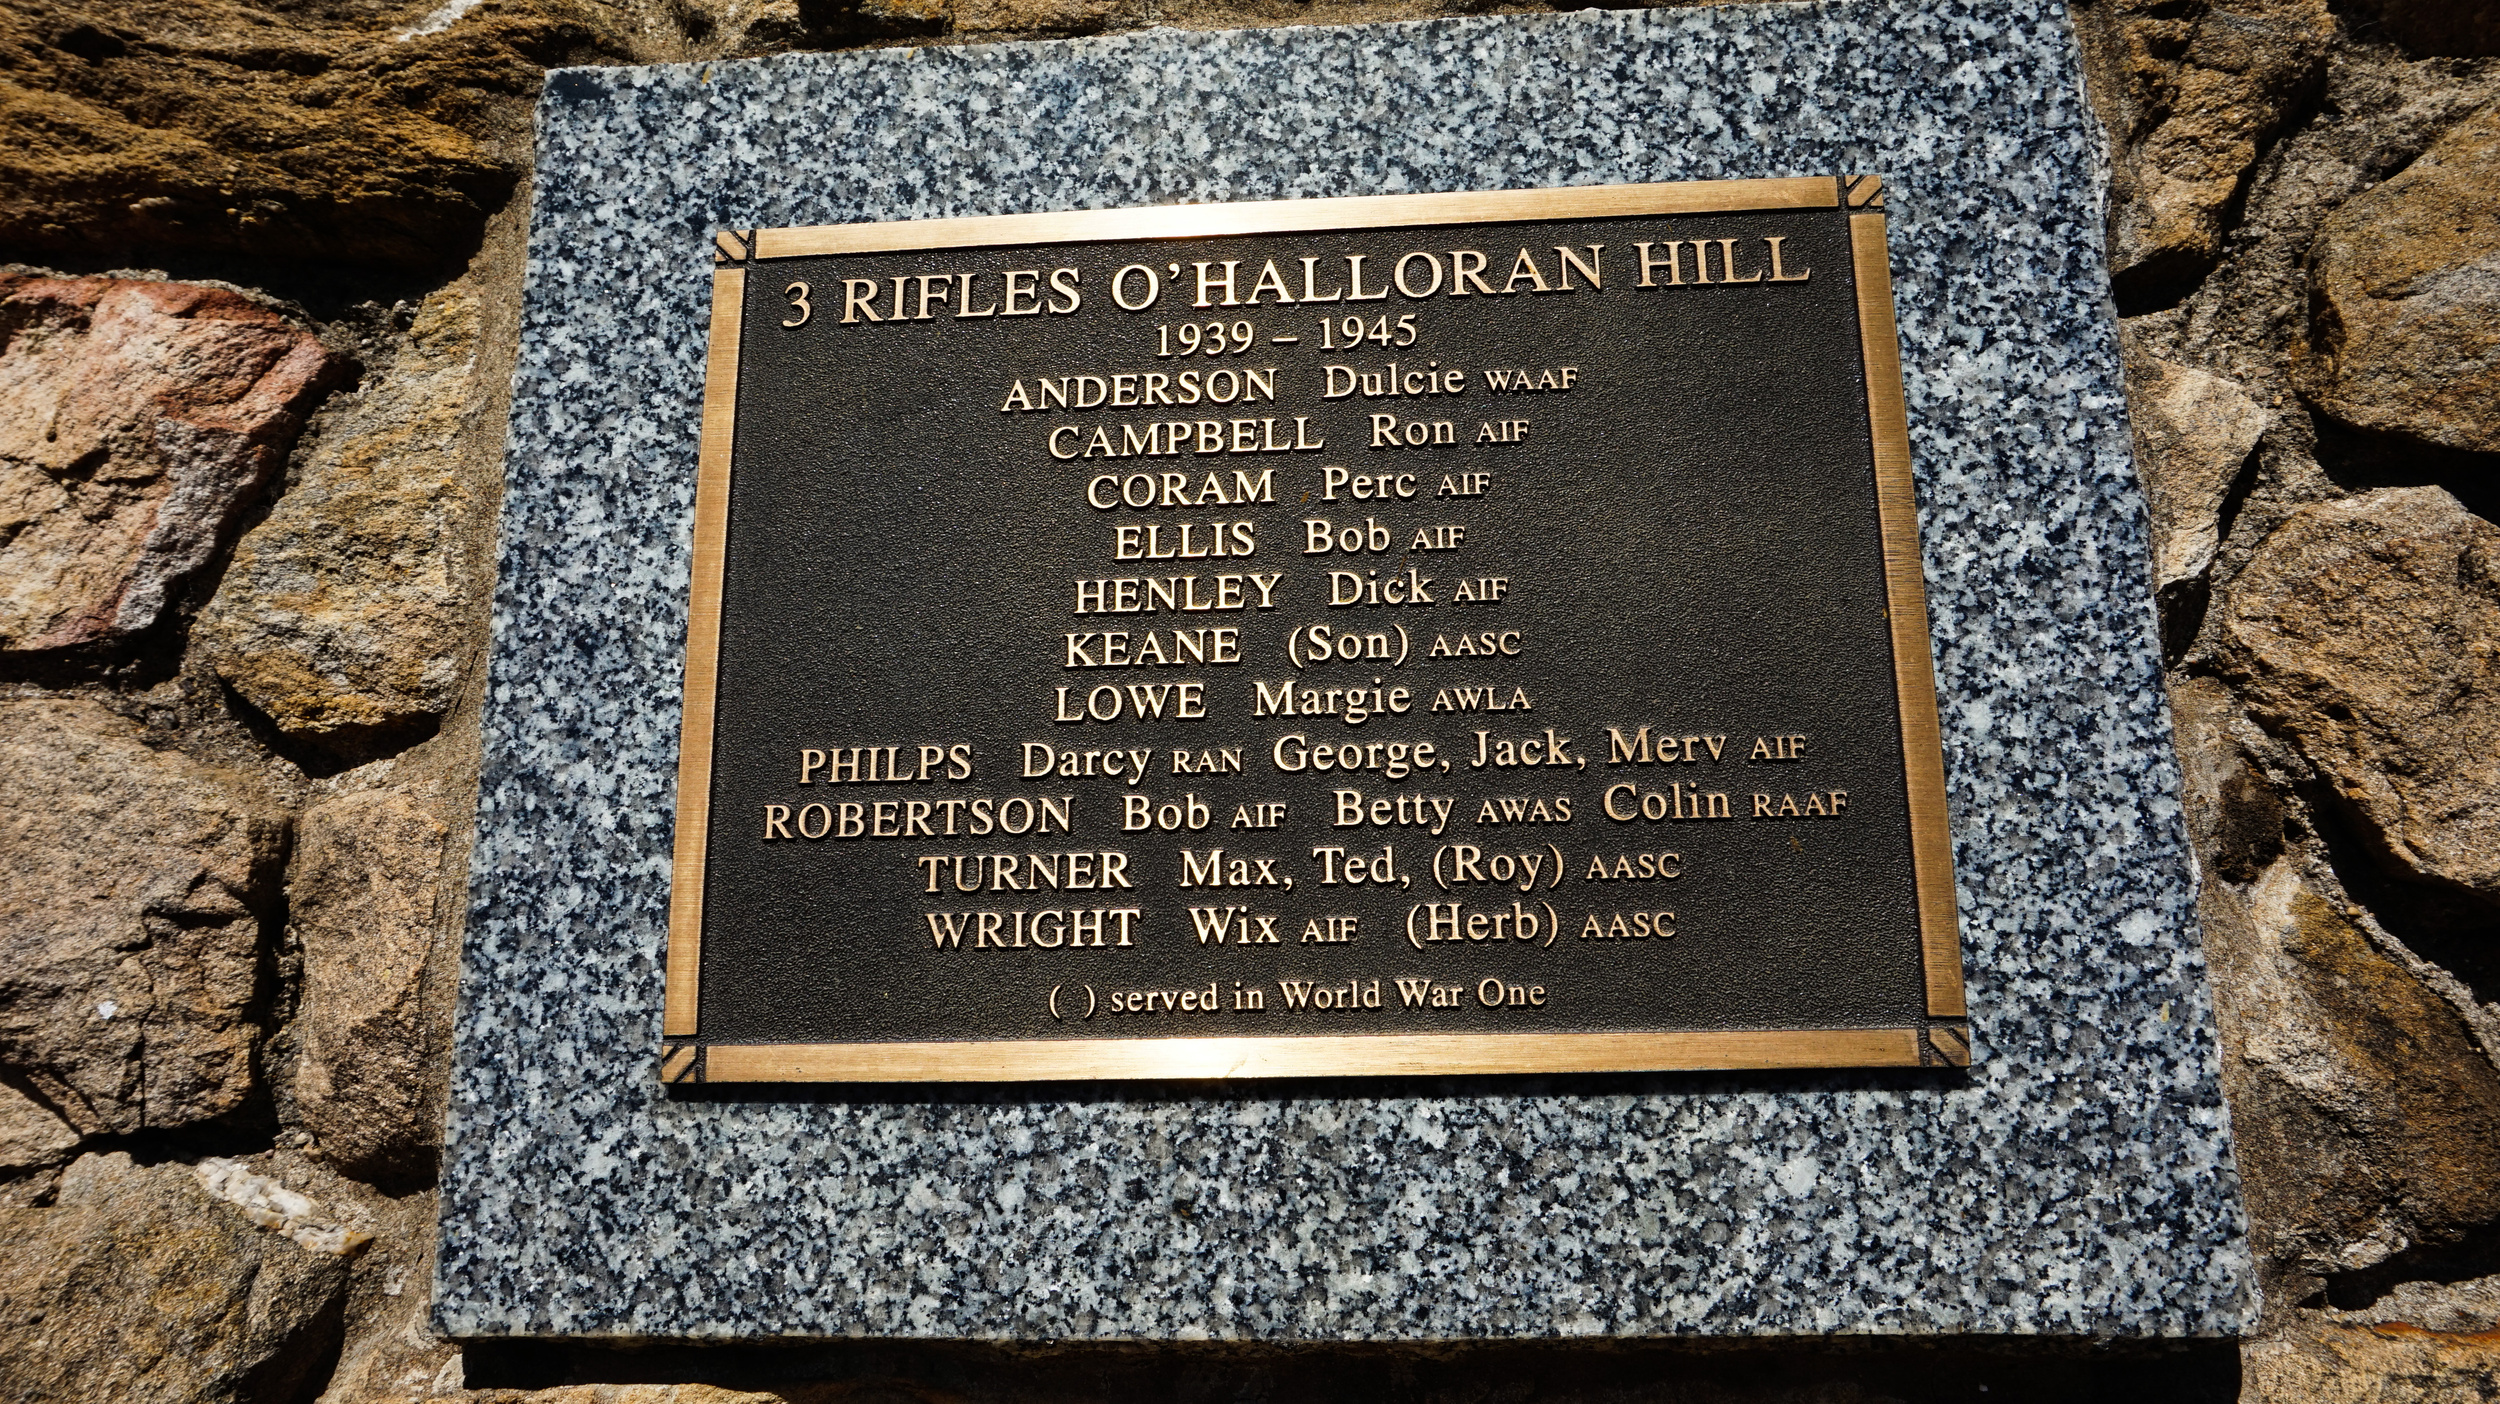 3 RIFLES O'HALLORAN HILL
1939 – 1945
ANDERSON Dulcie WAAF
CAMPBELL Ron AIF
CORAM Perc AIF
ELLIS Bob AIF
HENLEY Dick AIF
KEANE (Son) AASC
LOWE Margie AWLA
PHILPS Darcy RAN George, Jack, Merv AIF
ROBERTSON Bob AIF Betty AWAS Colin RAAF
TURNER Max, Ted, (Roy) AASC
WRIGHT Wix AIF (Herb) AASC
( ) served in World War One